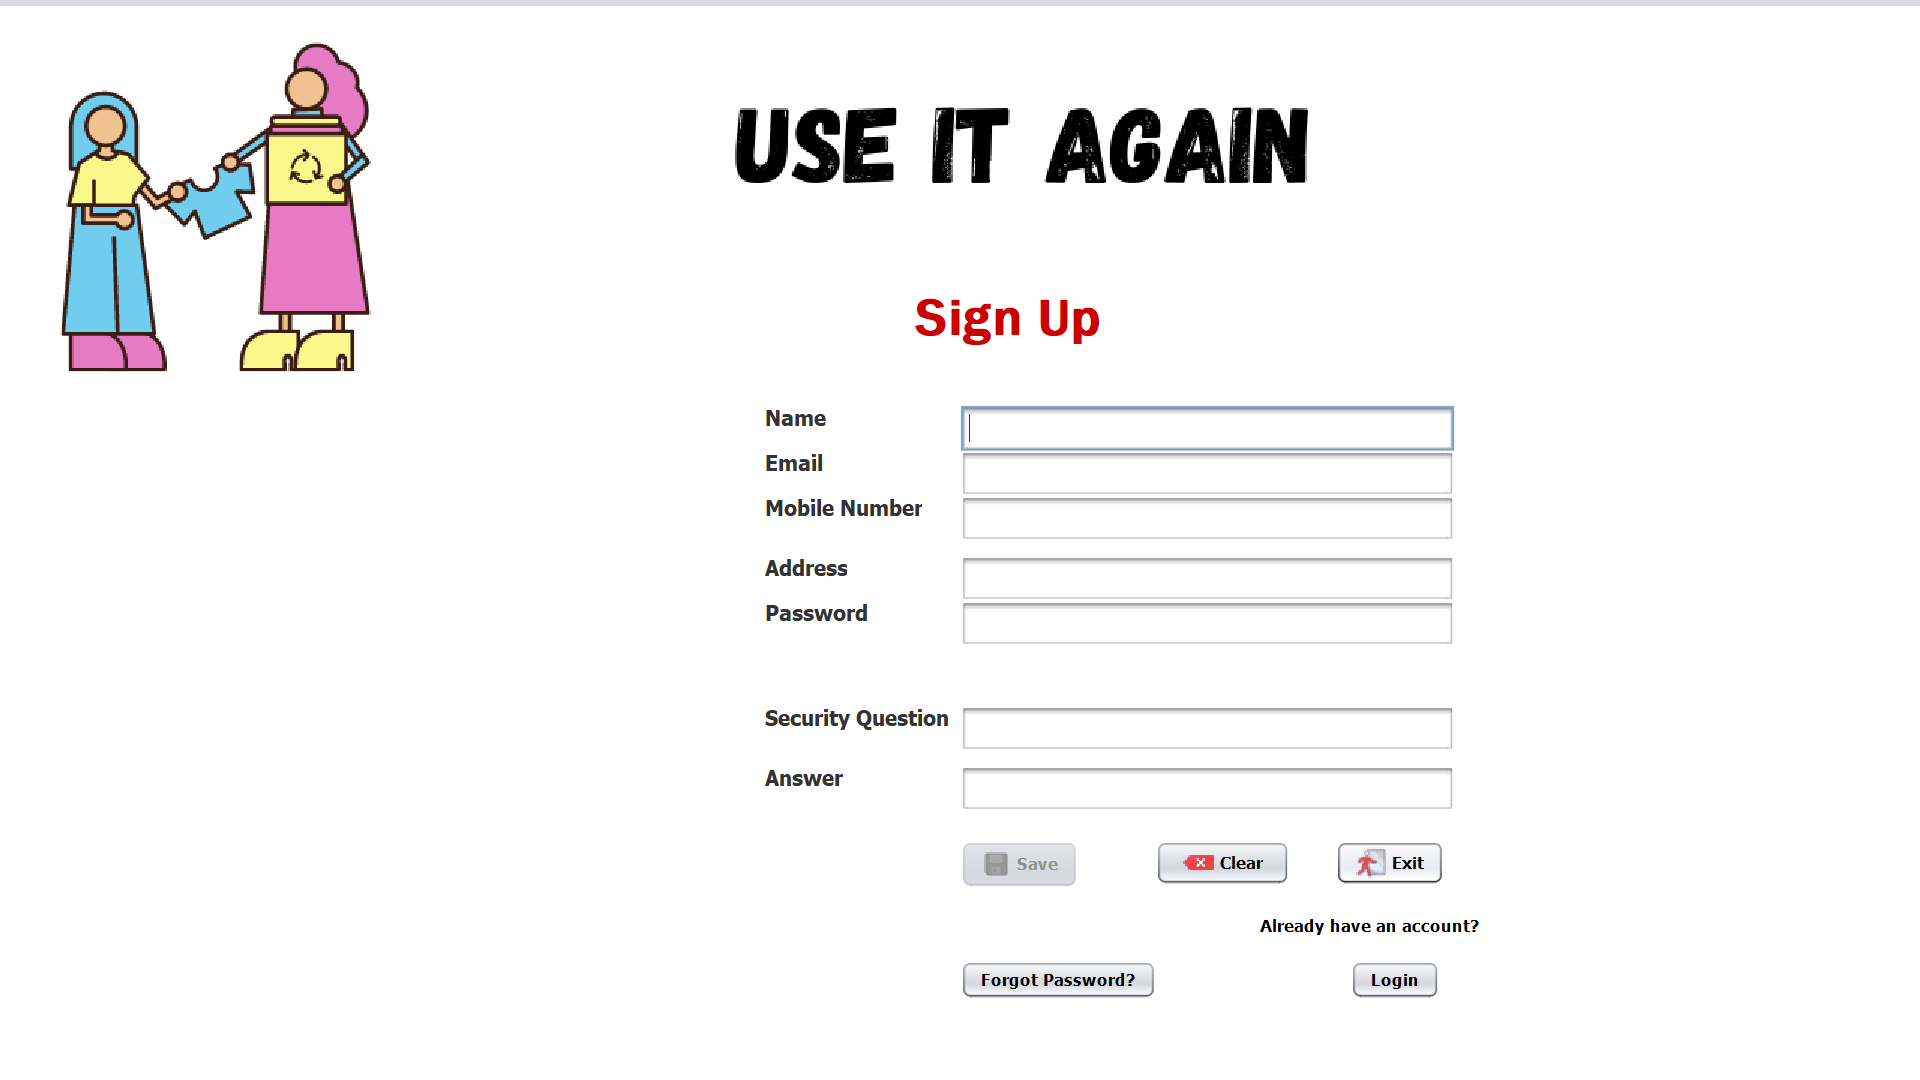 USE IT AGAIN
Sign Up
Name
Email
Mobile Number
Address
Password
Security Question
Answer
Save Clear Exit
Already have an account?
Forgot Password? Login